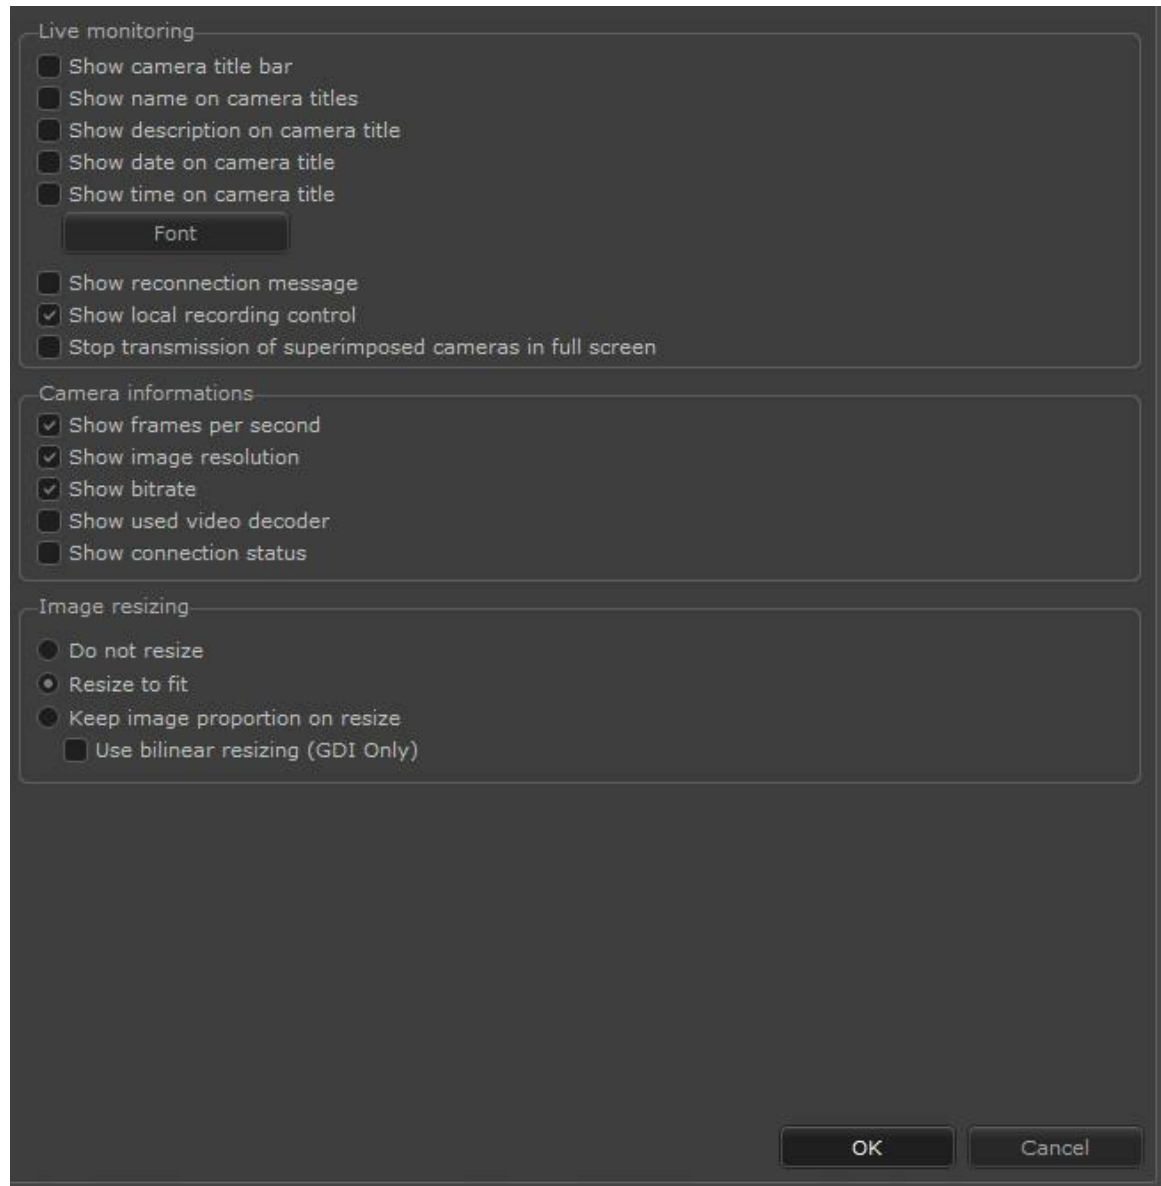 Live monitoring
Show camera title bar
Show name on camera titles
Show description on camera title
Show date on camera title
Show time on camera title
Font
Show reconnection message
Show local recording control
Stop transmission of superimposed cameras in full screen
Camera informations
Show frames per second
Show image resolution
Show bitrate
Show used video decoder
Show connection status
Image resizing
Do not resize
Resize to fit
Keep image proportion on resize
Use bilinear resizing (GDI Only)
OK Cancel